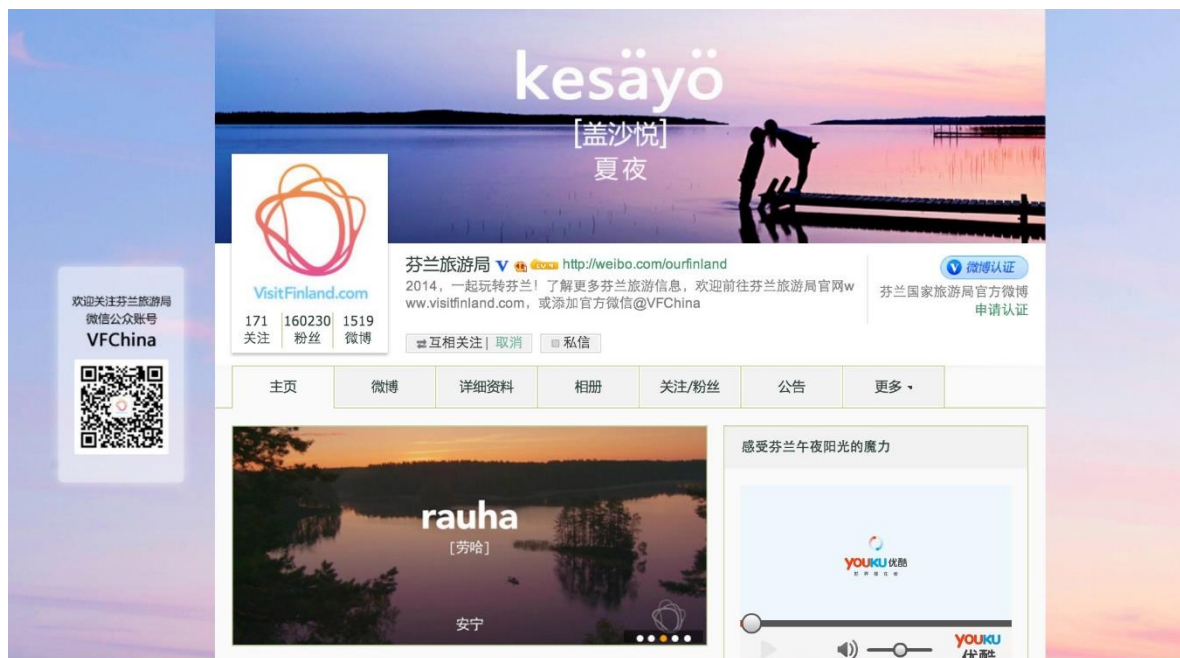 kesäyö
[盖沙悦]
夏夜
VisitFinland.com
171 160230 1519
关注 粉丝 微博
芬兰旅游局 V http://weibo.com/ourfinland
2014，一起玩转芬兰！了解更多芬兰旅游信息，欢迎前往芬兰旅游局官网w
ww.visitfinland.com，或添加官方微信@VFChina
互相关注| 取消 私信
V 微博认证
芬兰国家旅游局官方微博
申请认证
欢迎关注芬兰旅游局
微信公众账号
VFChina
主页 微博 详细资料 相册 关注/粉丝 公告 更多
rauha
[劳哈]
安宁
感受芬兰午夜阳光的魔力
YOUKU 优酷
YOUKU
优酷